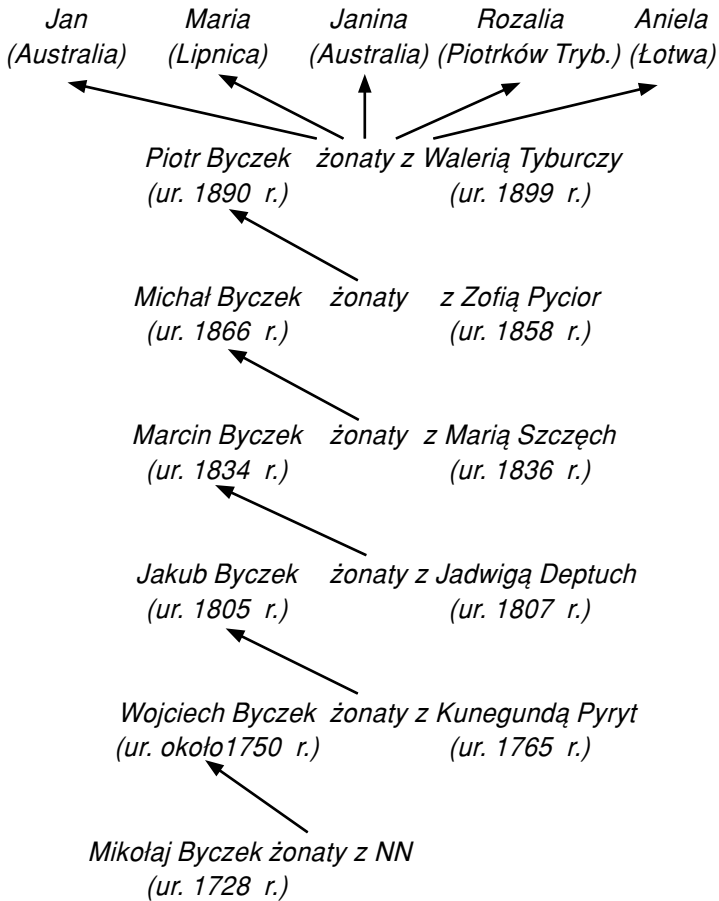 Jan Maria Janina Rozalia Aniela
(Australia) (Lipnica) (Australia) (Piotrków Tryb.) (Łotwa)
Piotr Byczek żonaty z Walerią Tyburczy
(ur. 1890 r.) (ur. 1899 r.)
Michał Byczek żonaty z Zofią Pycior
(ur. 1866 r.) (ur. 1858 r.)
Marcin Byczek żonaty z Marią Szczęch
(ur. 1834 r.) (ur. 1836 r.)
Jakub Byczek żonaty z Jadwigą Deptuch
(ur. 1805 r.) (ur. 1807 r.)
Wojciech Byczek żonaty z Kunegundą Pyryt
(ur. około1750 r.) (ur. 1765 r.)
Mikołaj Byczek żonaty z NN
(ur. 1728 r.)